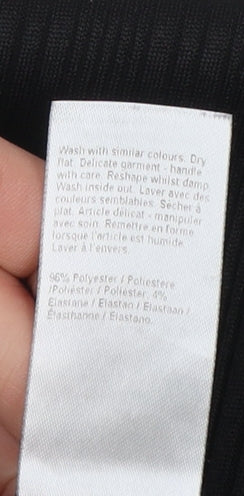 Wash with similar colours. Dry
flat. Delicate garment - handle
with care. Reshape whilst damp.
Wash inside out. Laver avec des
couleurs semblables. Sécher à
plat. Article délicat - manipuler
avec soin. Remettre en forme
lorsque l'article est humide.
Laver à l'envers.
96% Polyester / Poliestere
/Poliéster / Poliester, 4%
Elastane / Elastan / Elastaan /
Élasthanne / Elastano.